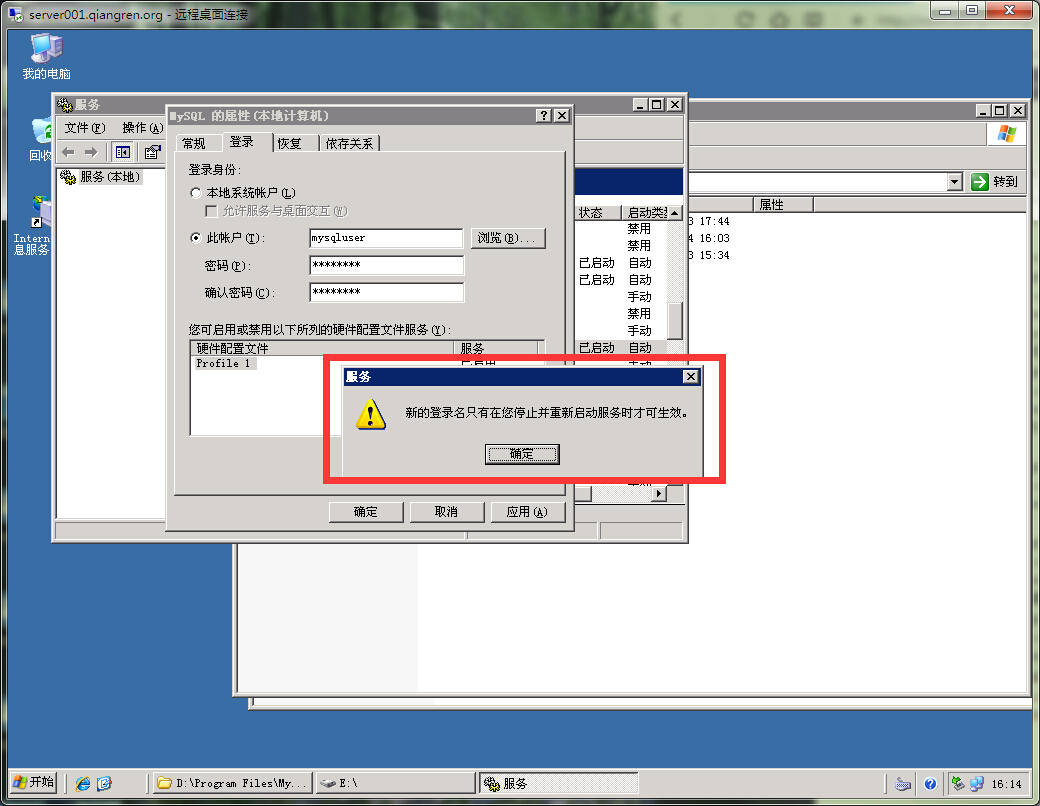 server001.qiangren.org - 远程桌面连接
我的电脑
回收
Intern
息服务
服务
文件(F) 操作(A)
服务(本地)
MySQL 的属性(本地计算机)
常规 登录 恢复 依存关系
登录身份:
本地系统帐户(L)
允许服务与桌面交互(W)
此帐户(T): mysqluser 浏览(B)...
密码(P): ********
确认密码(C): ********
您可启用或禁用以下所列的硬件配置文件服务(Y):
硬件配置文件 服务
Profile 1 已启用
确定 取消 应用(A)
服务
新的登录名只有在您停止并重新启动服务时才可生效。
确定
状态 启动类
禁用
禁用
已启动 自动
已启动 自动
手动
禁用
手动
已启动 自动
转到
属性
3 17:44
4 16:03
3 15:34
开始 D:\Program Files\My... E:\ 服务 16:14